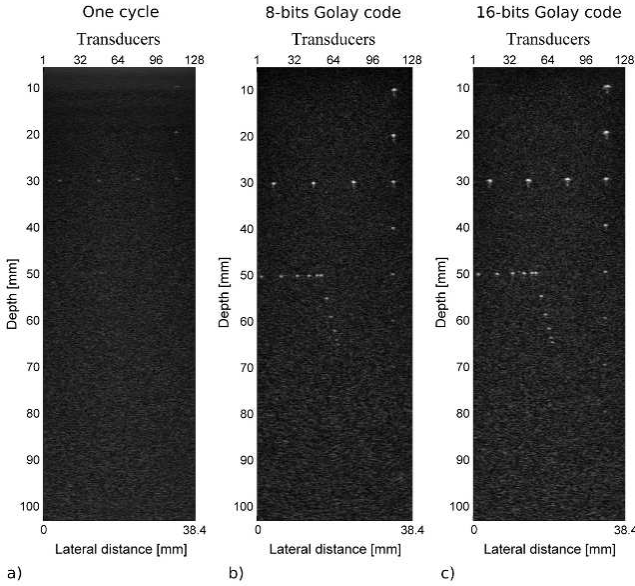 One cycle
Transducers
1 32 64 96 128
10
20
30
40
50
60
70
80
90
100
Depth [mm]
0 38.4
Lateral distance [mm]
a)
8-bits Golay code
Transducers
1 32 64 96 128
10
20
30
40
50
60
70
80
90
100
Depth [mm]
0 38.4
Lateral distance [mm]
b)
16-bits Golay code
Transducers
1 32 64 96 128
10
20
30
40
50
60
70
80
90
100
Depth [mm]
0 38.4
Lateral distance [mm]
c)